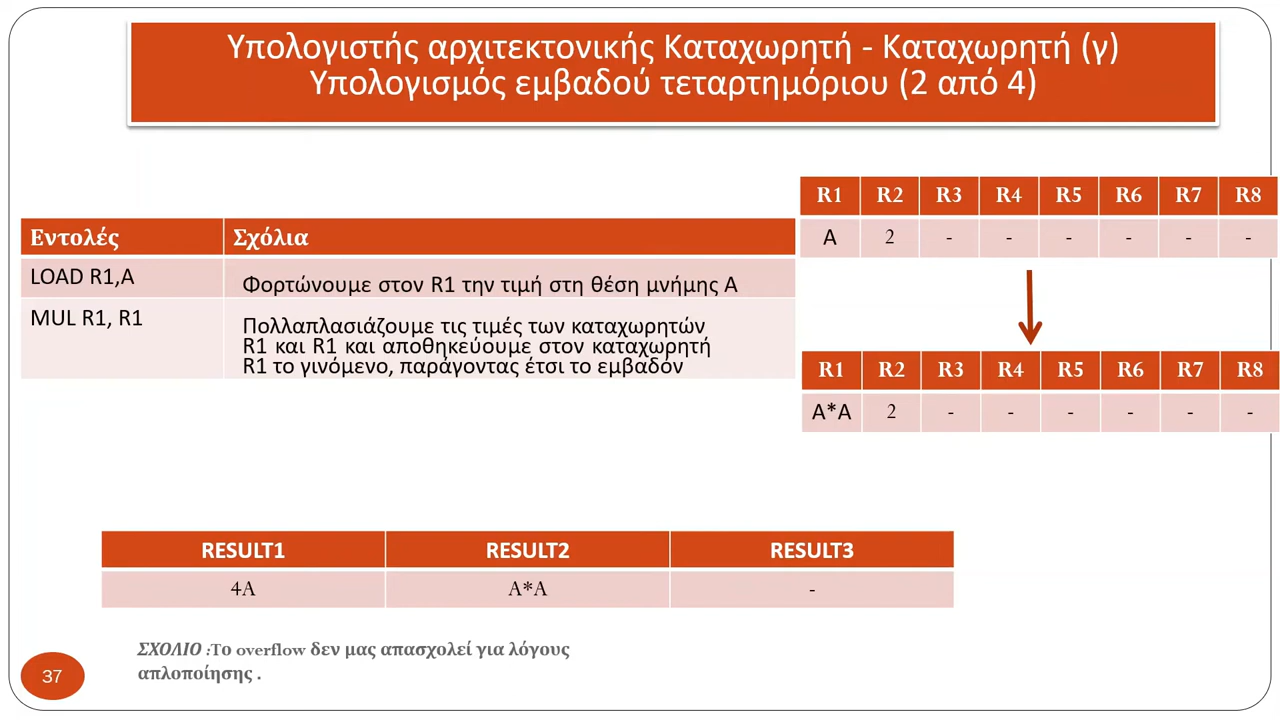 Υπολογιστής αρχιτεκτονικής Καταχωρητή - Καταχωρητή (γ)
Υπολογισμός εμβαδού τεταρτημόριου (2 από 4)
R1 R2 R3 R4 R5 R6 R7 R8
A 2 - - - - - -
Εντολές Σχόλια
LOAD R1,A Φορτώνουμε στον R1 την τιμή στη θέση μνήμης Α
MUL R1, R1 Πολλαπλασιάζουμε τις τιμές των καταχωρητών
R1 και R1 και αποθηκεύουμε στον καταχωρητή
R1 το γινόμενο, παράγοντας έτσι το εμβαδόν
R1 R2 R3 R4 R5 R6 R7 R8
A*A 2 - - - - - -
RESULT1 RESULT2 RESULT3
4A A*A -
ΣΧΟΛΙΟ :Το overflow δεν μας απασχολεί για λόγους
απλοποίησης .
37